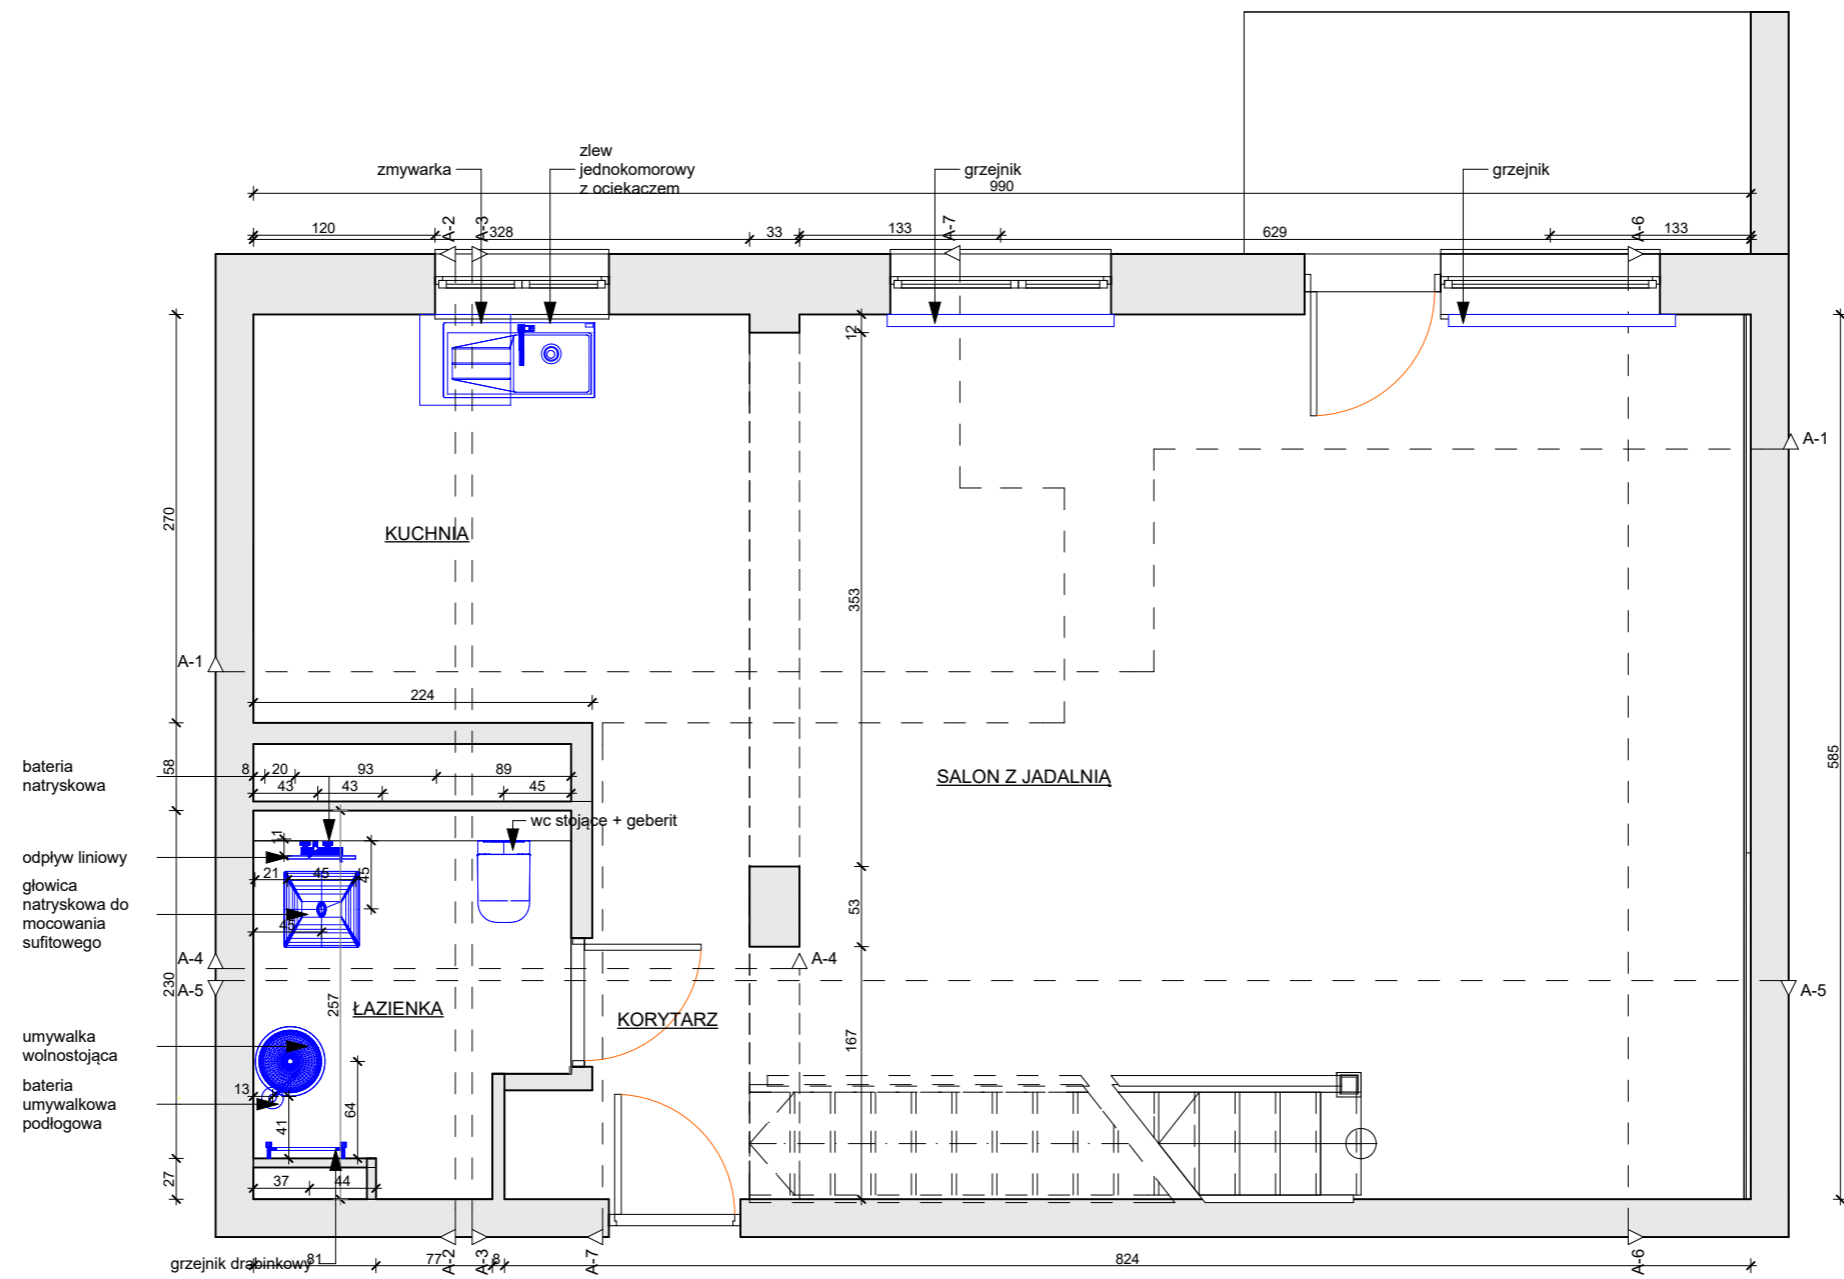 zmywarka
zlew
jednokomorowy
z ociekaczem
grzejnik
grzejnik
990
120
A-2
A-3
328
33
133
A-7
629
A-6
133
12
A-1
270
KUCHNIA
353
A-1
224
585
58
bateria
natryskowa
8
20
93
89
43
43
45
SALON Z JADALNIĄ
wc stojące + geberit
11
odpływ liniowy
21
45
45
głowica
natryskowa do
mocowania
sufitowego
45
53
A-4
A-4
230
A-5
A-5
257
ŁAZIENKA
KORYTARZ
167
umywalka
wolnostojąca
bateria
umywalkowa
podłogowa
13
64
41
27
37
44
grzejnik drabinkowy
81
77
A-2
A-3
8
A-7
824
A-6